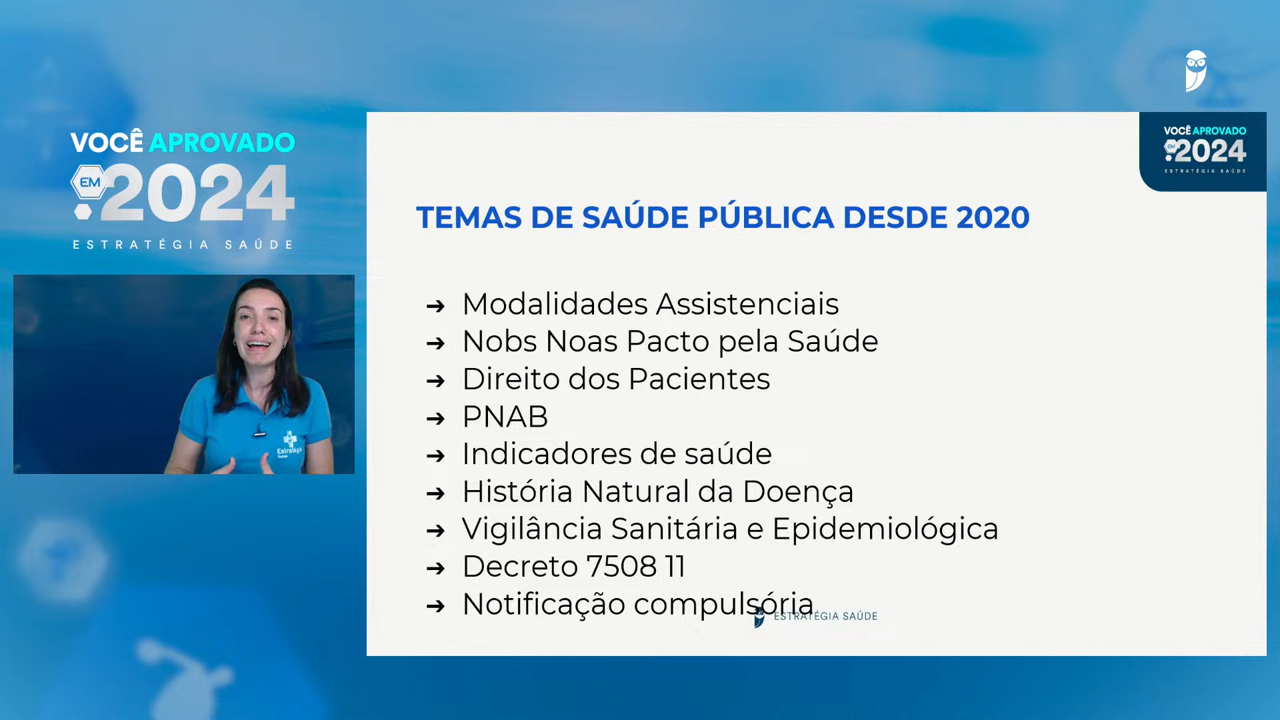 VOCÊ APROVADO
EM 2024
ESTRATÉGIA SAÚDE
VOCÊ APROVADO
EM 2024
ESTRATÉGIA SAÚDE
TEMAS DE SAÚDE PÚBLICA DESDE 2020
➔ Modalidades Assistenciais
➔ Nobs Noas Pacto pela Saúde
➔ Direito dos Pacientes
➔ PNAB
➔ Indicadores de saúde
➔ História Natural da Doença
➔ Vigilância Sanitária e Epidemiológica
➔ Decreto 7508 11
➔ Notificação compulsória
ESTRATÉGIA SAÚDE
Estratégia